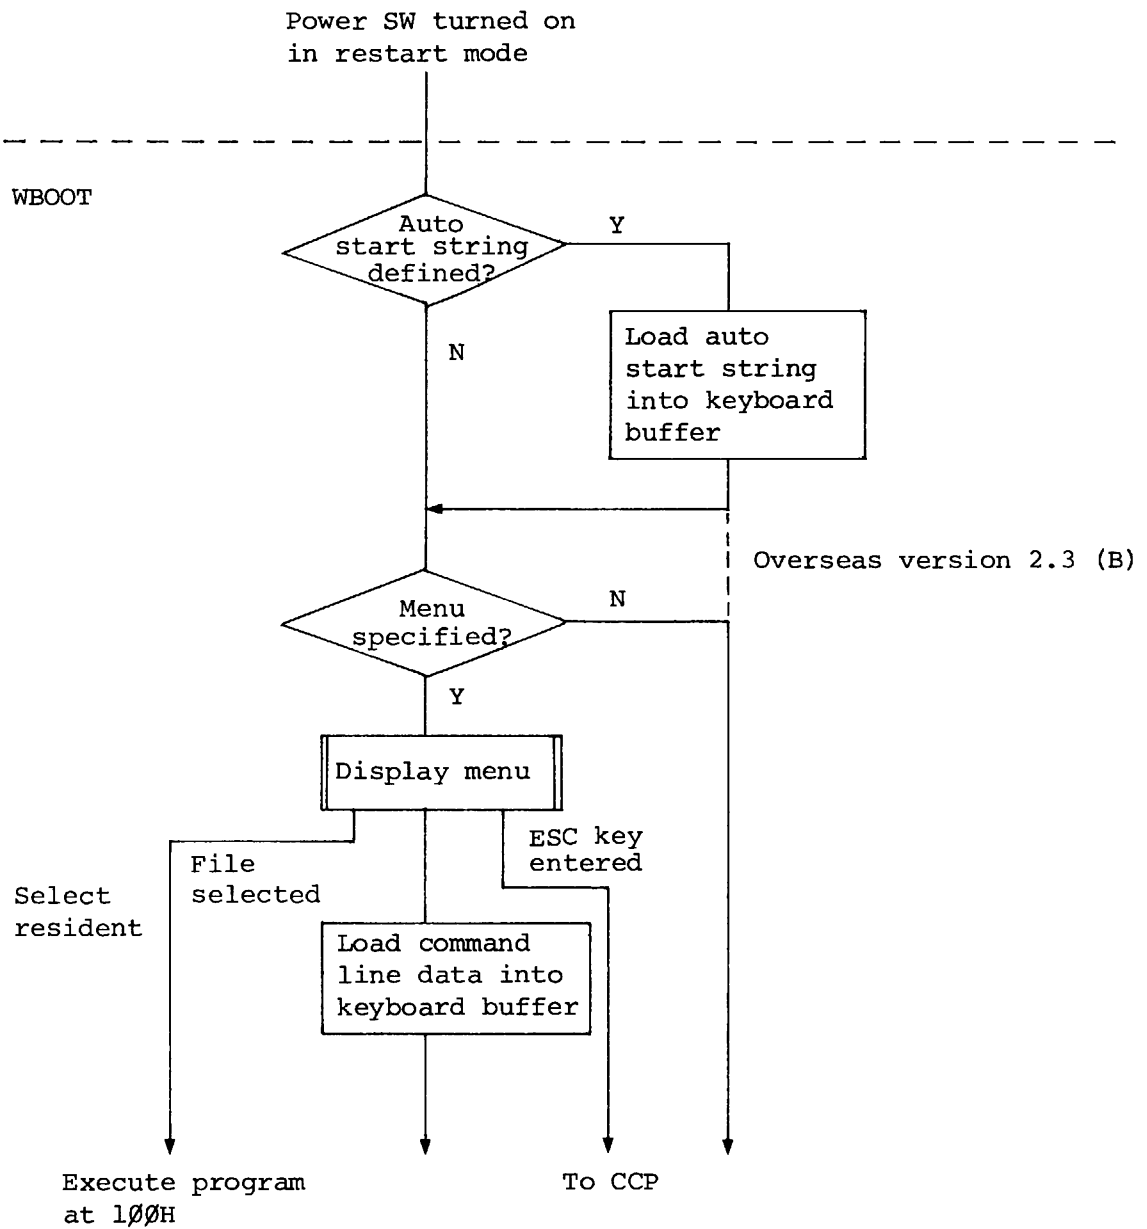 Power SW turned on
in restart mode
WBOOT
Auto
start string
defined?
Y
N
Load auto
start string
into keyboard
buffer
Overseas version 2.3 (B)
Menu
specified?
N
Y
Display menu
ESC key
entered
File
selected
Select
resident
Load command
line data into
keyboard buffer
Execute program
at 1ØØH
To CCP